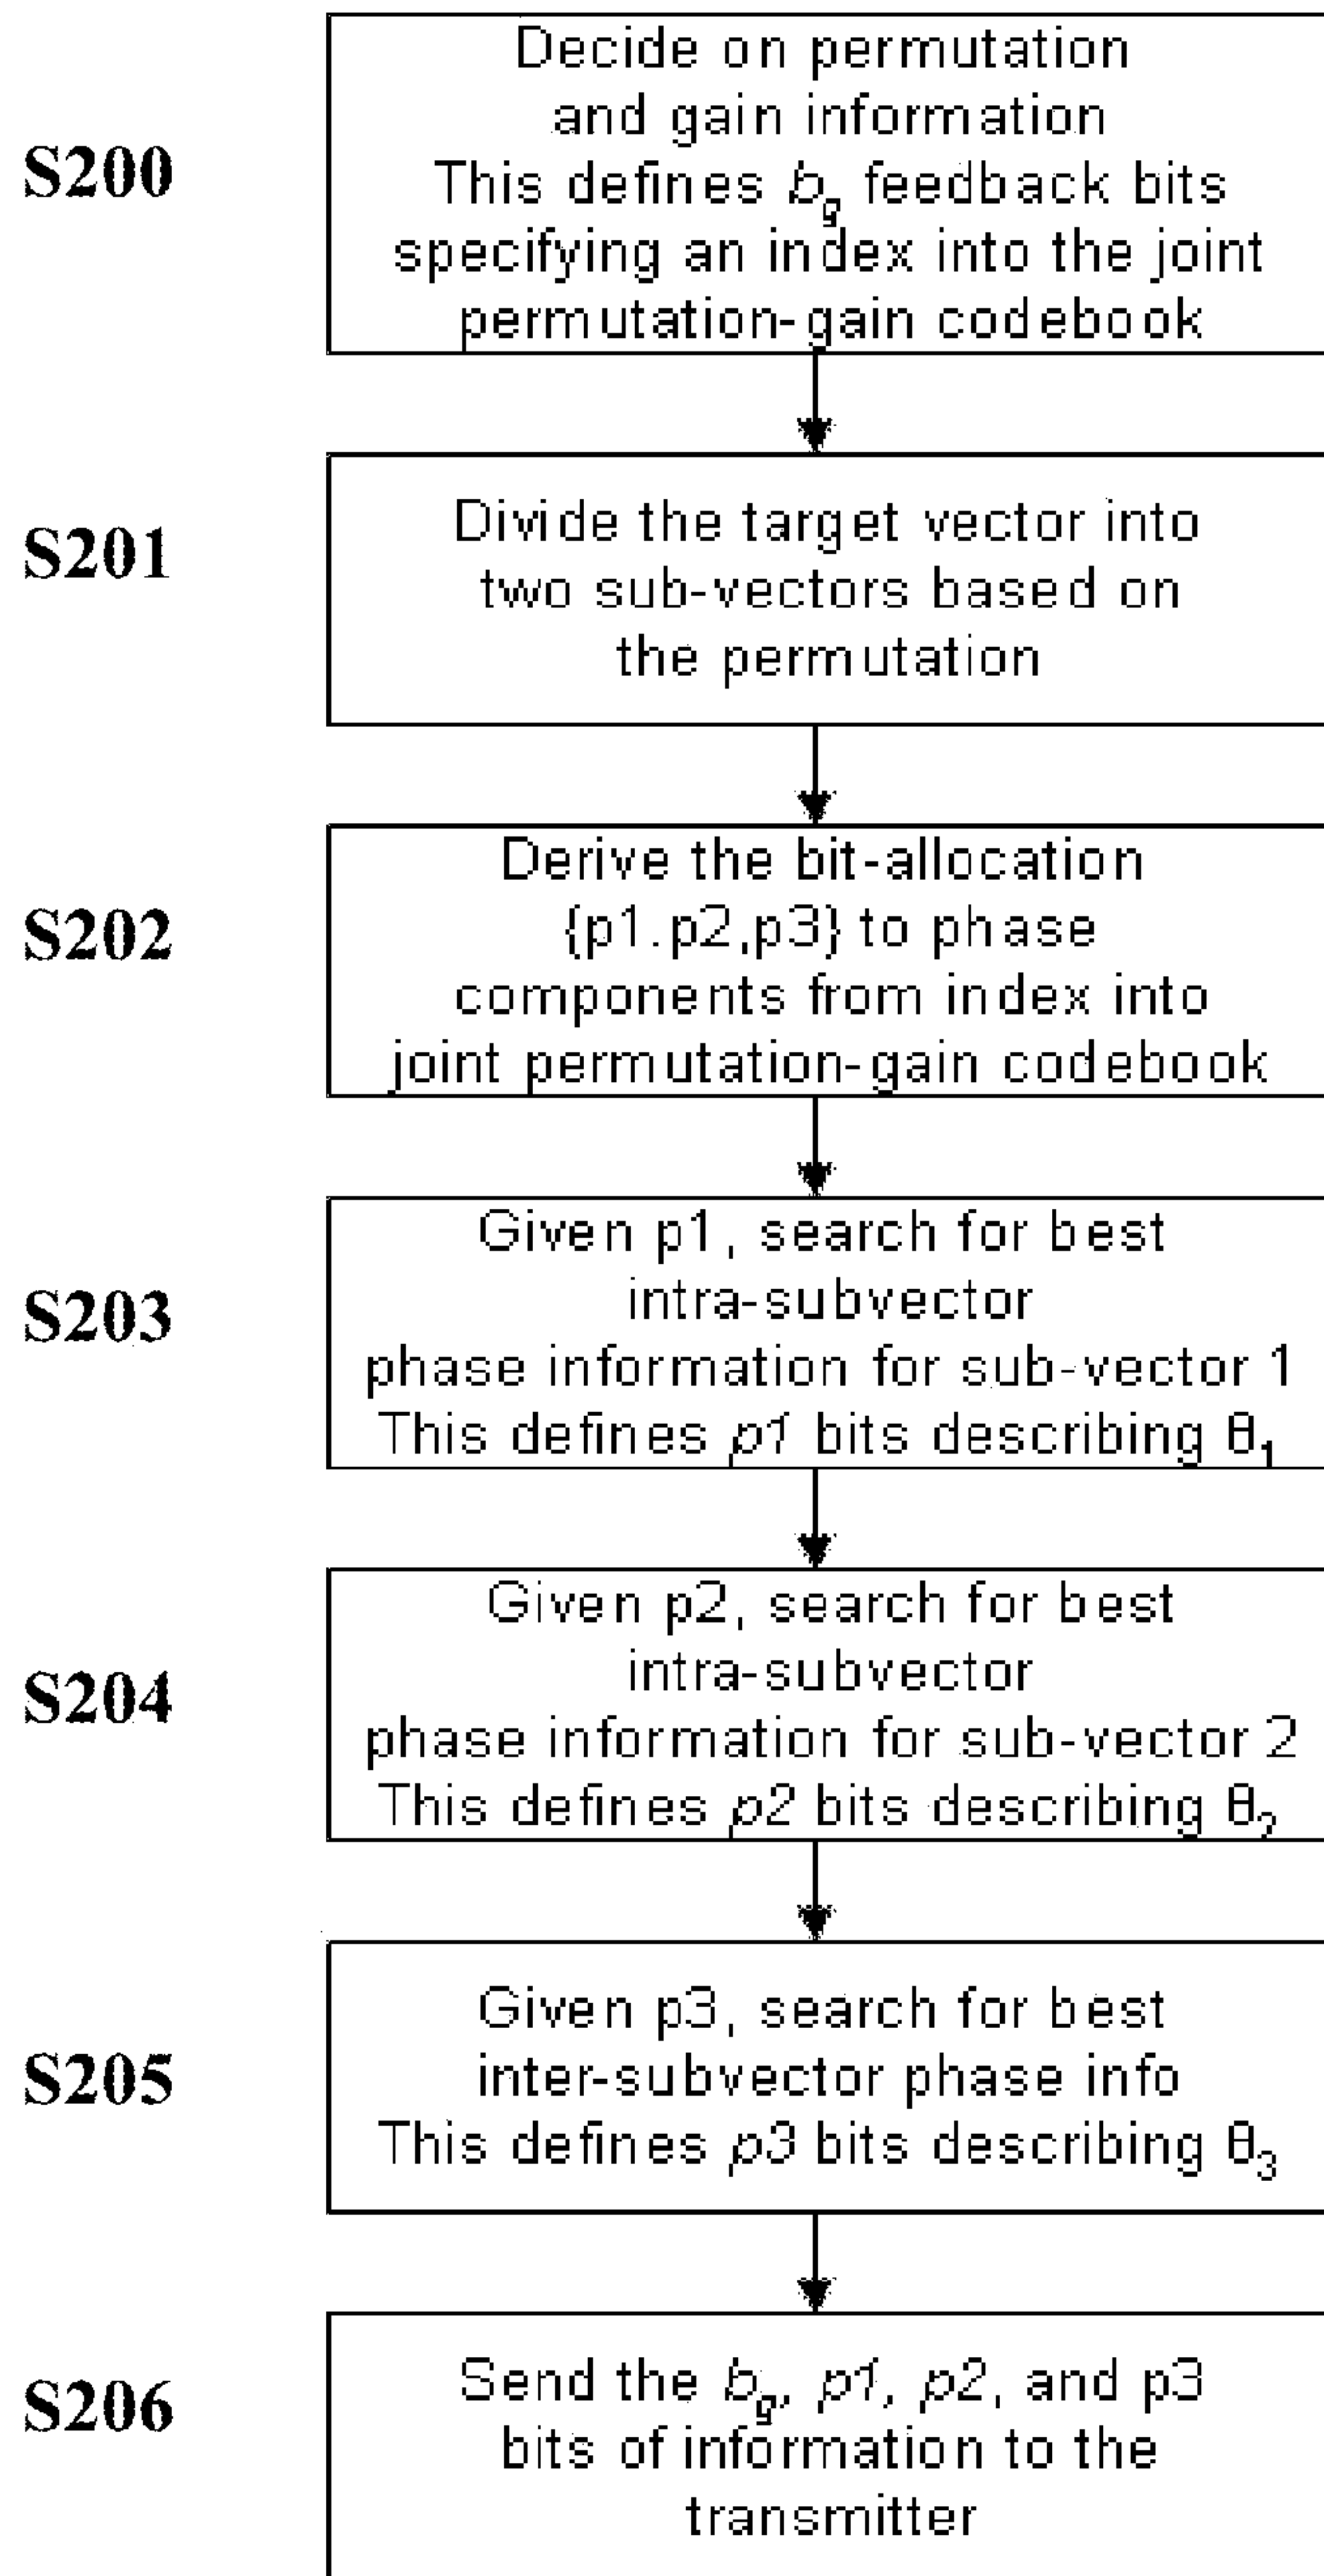 S200
Decide on permutation
and gain information
This defines b_g feedback bits
specifying an index into the joint
permutation-gain codebook
S201
Divide the target vector into
two sub-vectors based on
the permutation
S202
Derive the bit-allocation
{p1.p2,p3} to phase
components from index into
joint permutation-gain codebook
S203
Given p1, search for best
intra-subvector
phase information for sub-vector 1
This defines p1 bits describing θ₁
S204
Given p2, search for best
intra-subvector
phase information for sub-vector 2
This defines p2 bits describing θ₂
S205
Given p3, search for best
inter-subvector phase info
This defines p3 bits describing θ₃
S206
Send the b_g, p1, p2, and p3
bits of information to the
transmitter